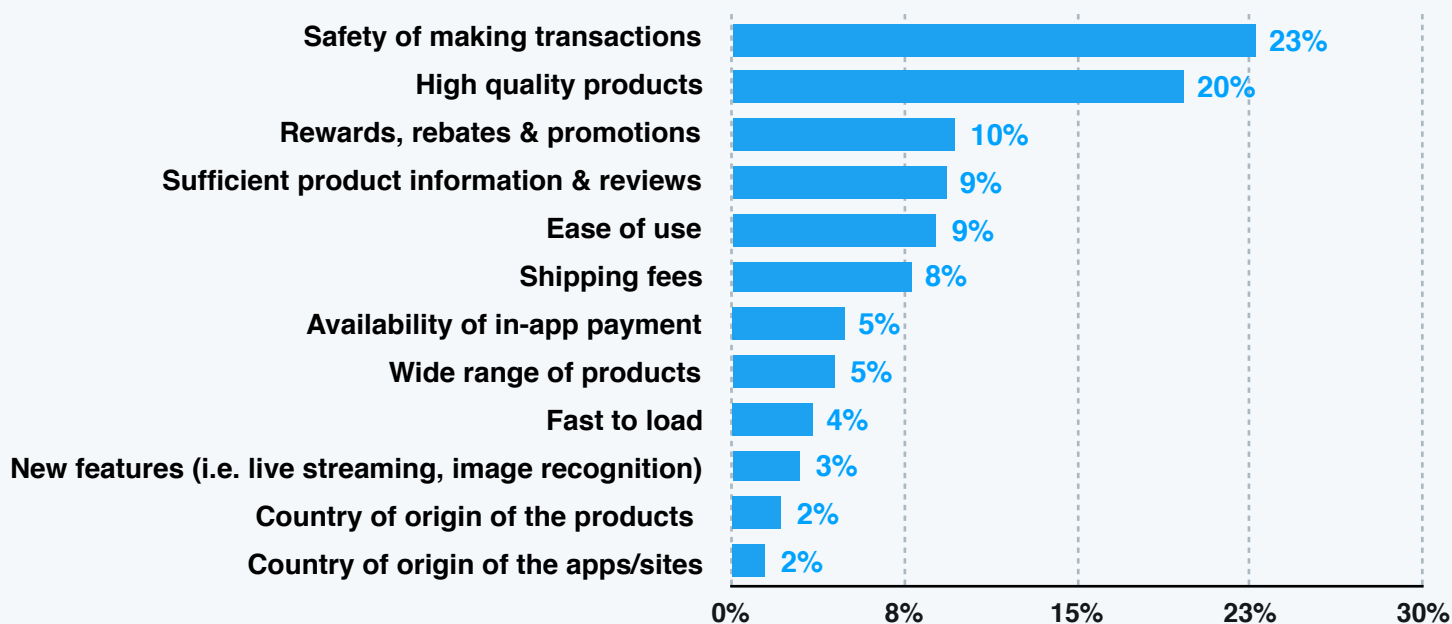 Safety of making transactions 23%
High quality products 20%
Rewards, rebates & promotions 10%
Sufficient product information & reviews 9%
Ease of use 9%
Shipping fees 8%
Availability of in-app payment 5%
Wide range of products 5%
Fast to load 4%
New features (i.e. live streaming, image recognition) 3%
Country of origin of the products 2%
Country of origin of the apps/sites 2%
0% 8% 15% 23% 30%